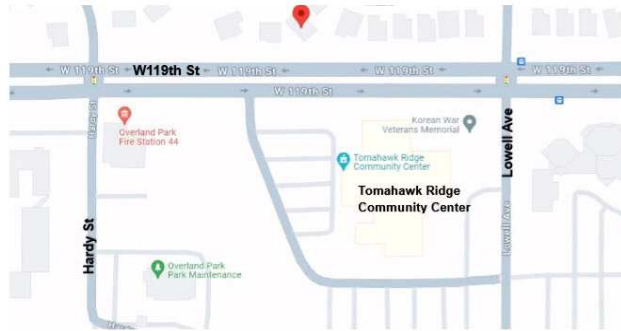 W 119th St
W119th St
W 119th St
W 119th St
W 119th St
W 119th St
Hardy St
Overland Park
Fire Station 44
Korean War
Veterans Memorial
Tomahawk Ridge
Community Center
Tomahawk Ridge
Community Center
Lowell Ave
Lowell Ave
Hardy St
Overland Park
Park Maintenance
Hardy